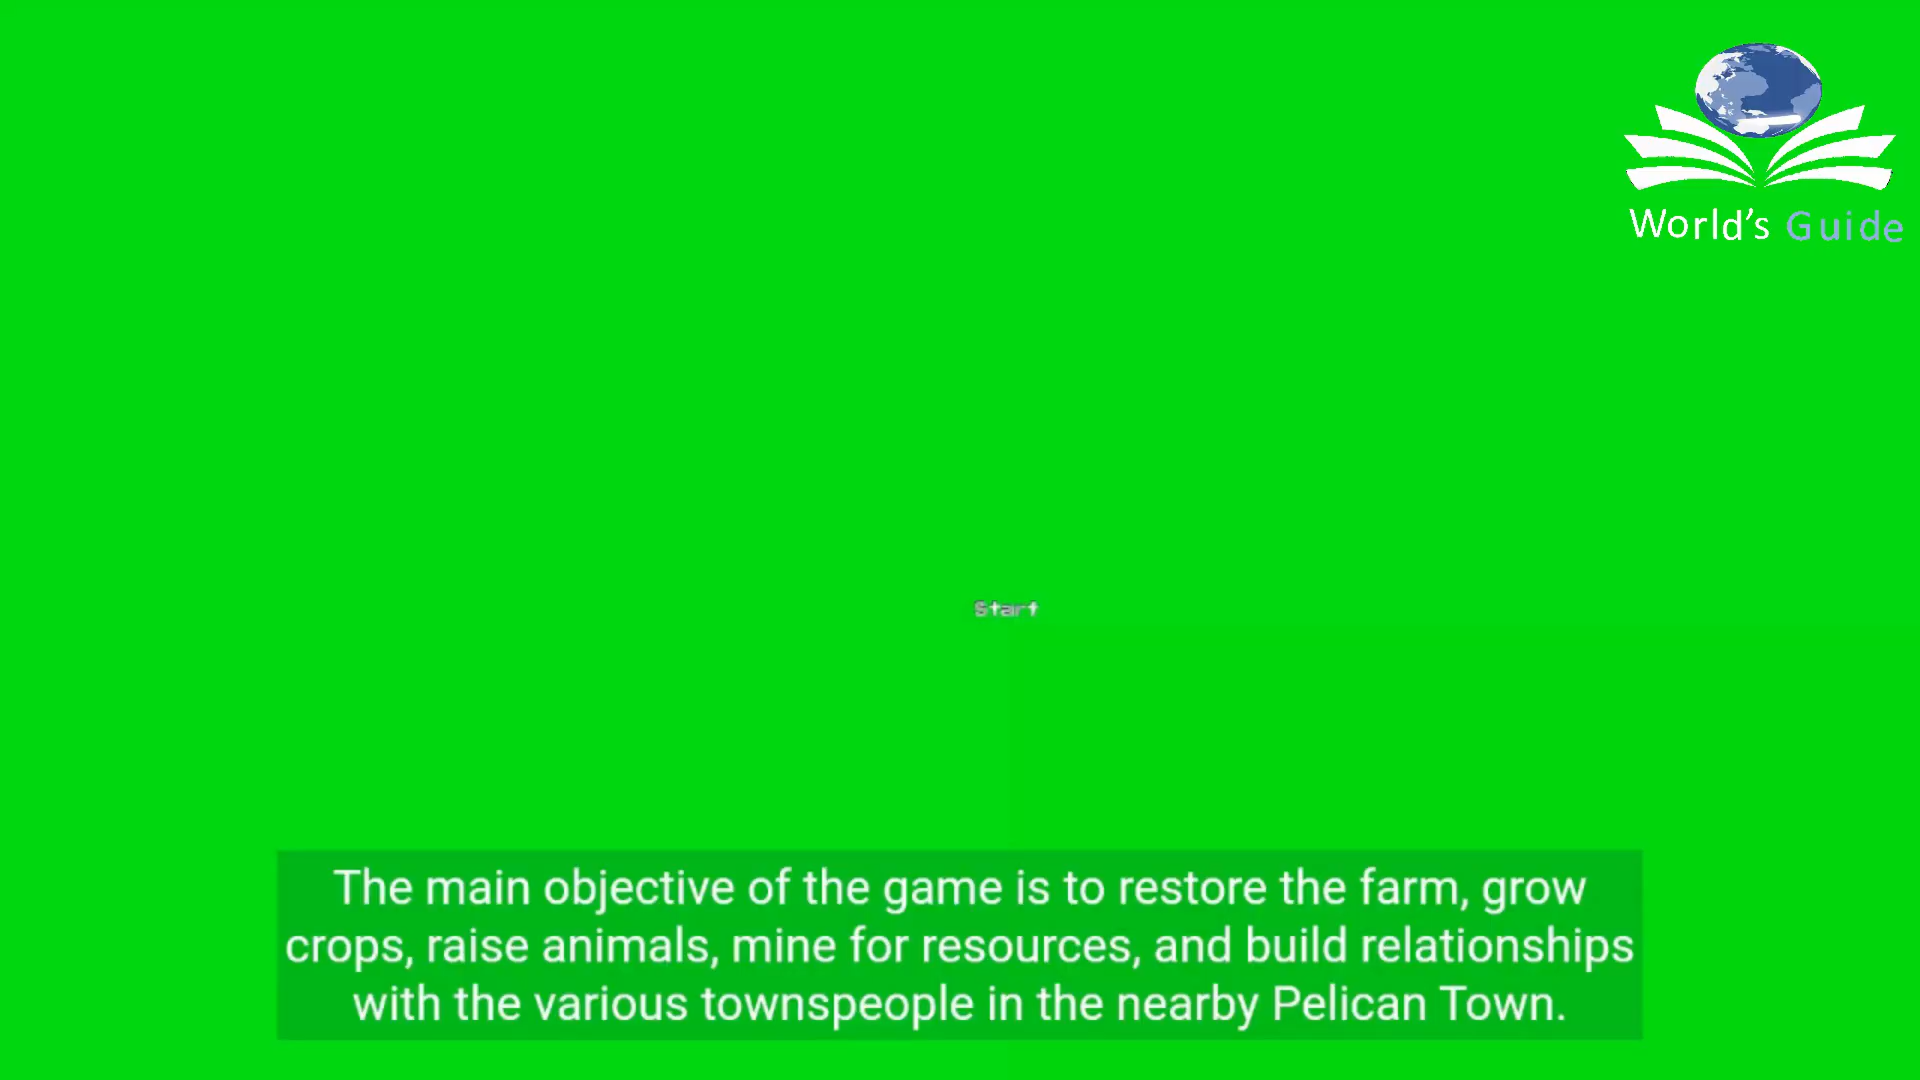 World's Guide
Start
The main objective of the game is to restore the farm, grow
crops, raise animals, mine for resources, and build relationships
with the various townspeople in the nearby Pelican Town.